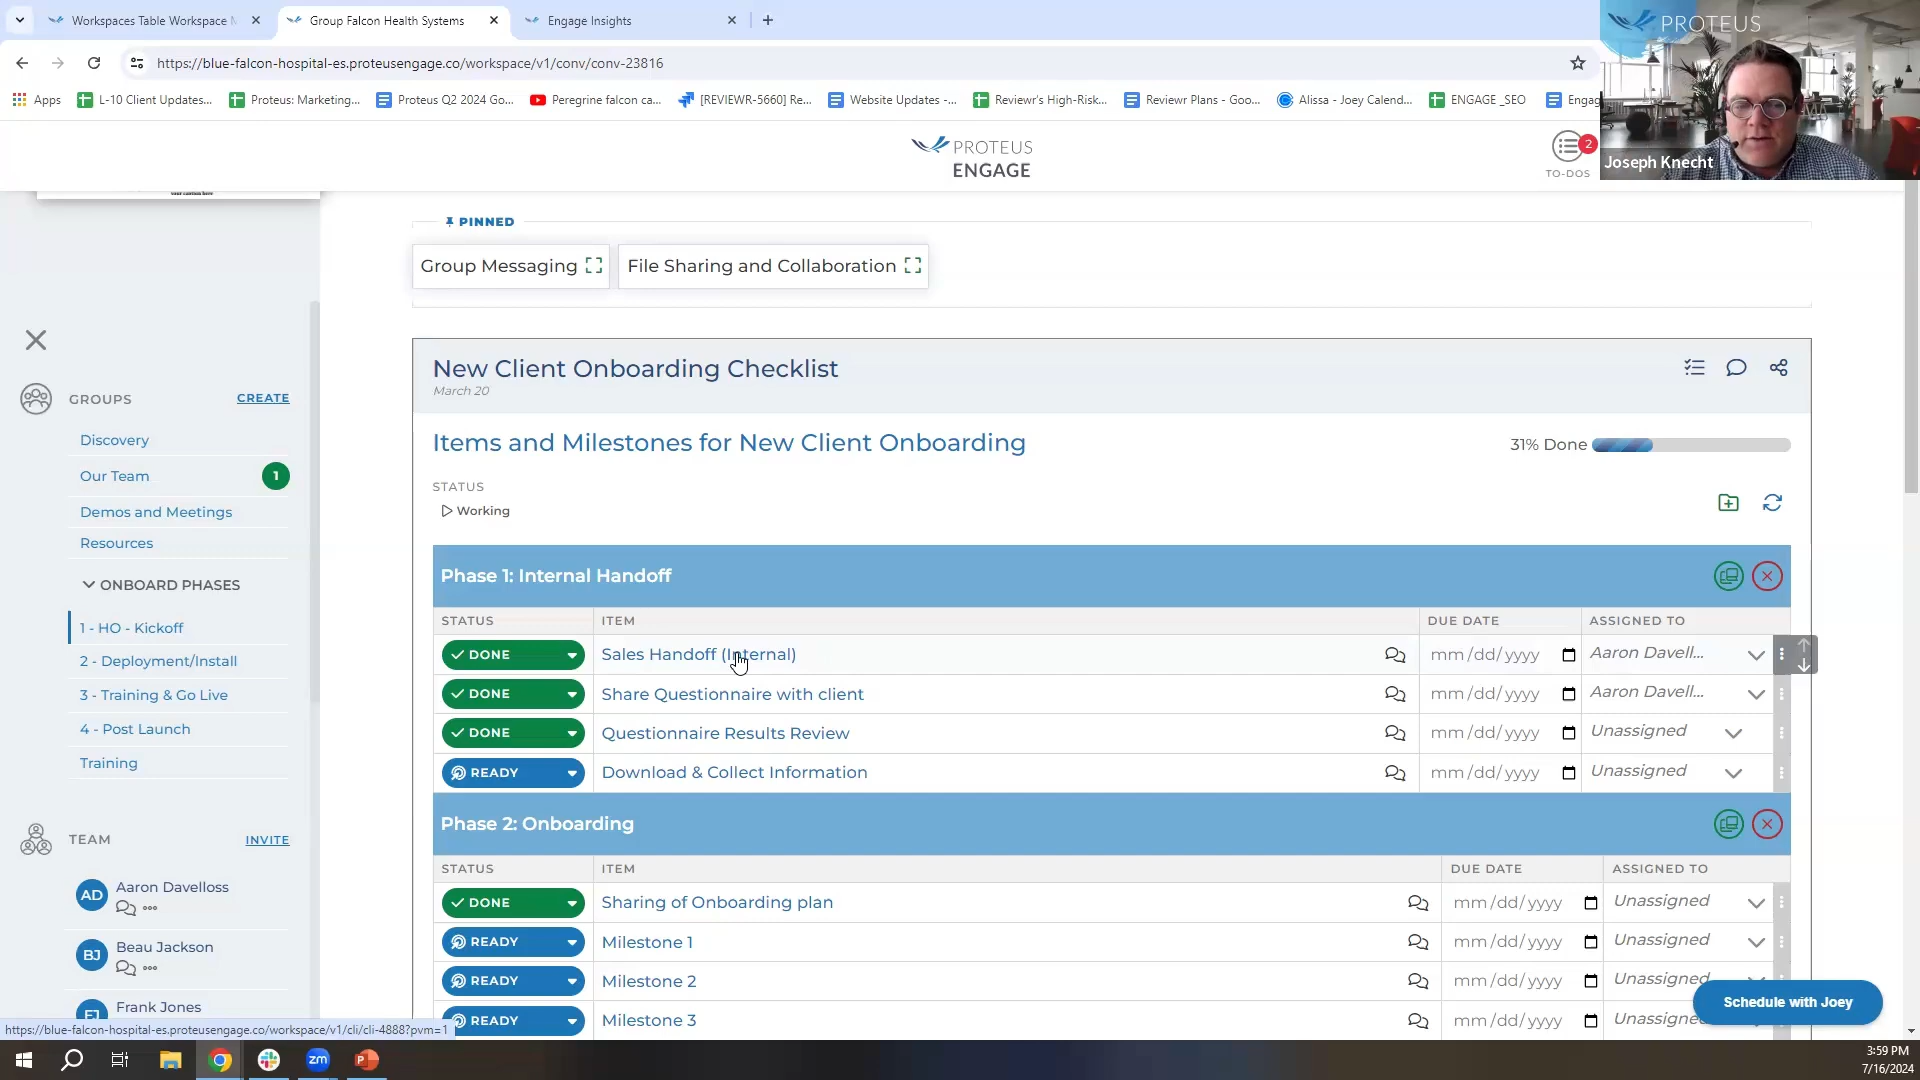 Workspaces Table Workspace
Group Falcon Health Systems
Engage Insights
https://blue-falcon-hospital-es.proteusengage.co/workspace/v1/conv/conv-23816
Apps
L-10 Client Updates...
Proteus: Marketing...
Proteus Q2 2024 Go...
Peregrine falcon ca...
[REVIEWR-5660] Re...
Website Updates -...
Reviewr's High-Risk...
Reviewr Plans - Goo...
Alissa - Joey Calend...
ENGAGE _SEO
Engag
PROTEUS
Joseph Knecht
PROTEUS
ENGAGE
2
TO-DOS
your caption here
PINNED
Group Messaging
File Sharing and Collaboration
GROUPS
CREATE
Discovery
Our Team
1
Demos and Meetings
Resources
ONBOARD PHASES
1 - HO - Kickoff
2 - Deployment/Install
3 - Training & Go Live
4 - Post Launch
Training
TEAM
INVITE
AD
Aaron Davelloss
BJ
Beau Jackson
FJ
Frank Jones
New Client Onboarding Checklist
March 20
Items and Milestones for New Client Onboarding
31% Done
STATUS
Working
Phase 1: Internal Handoff
STATUS ITEM DUE DATE ASSIGNED TO
DONE Sales Handoff (Internal) mm/dd/yyyy Aaron Davell...
DONE Share Questionnaire with client mm/dd/yyyy Aaron Davell...
DONE Questionnaire Results Review mm/dd/yyyy Unassigned
READY Download & Collect Information mm/dd/yyyy Unassigned
Phase 2: Onboarding
STATUS ITEM DUE DATE ASSIGNED TO
DONE Sharing of Onboarding plan mm/dd/yyyy Unassigned
READY Milestone 1 mm/dd/yyyy Unassigned
READY Milestone 2 mm/dd/yyyy Unassigned
READY Milestone 3 mm/dd/yyyy Unassigne
Schedule with Joey
https://blue-falcon-hospital-es.proteusengage.co/workspace/v1/cli/cli-4888?pvm=1
zm
P
3:59 PM
7/16/2024